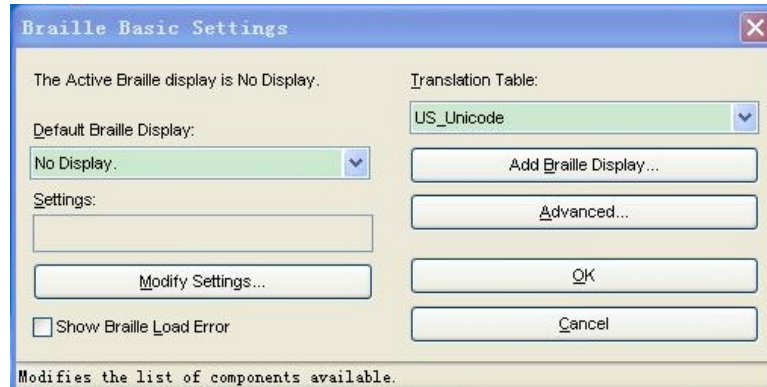 Braille Basic Settings
The Active Braille display is No Display.
Default Braille Display:
No Display.
Settings:
Modify Settings...
Show Braille Load Error
Translation Table:
US_Unicode
Add Braille Display...
Advanced...
OK
Cancel
Modifies the list of components available.